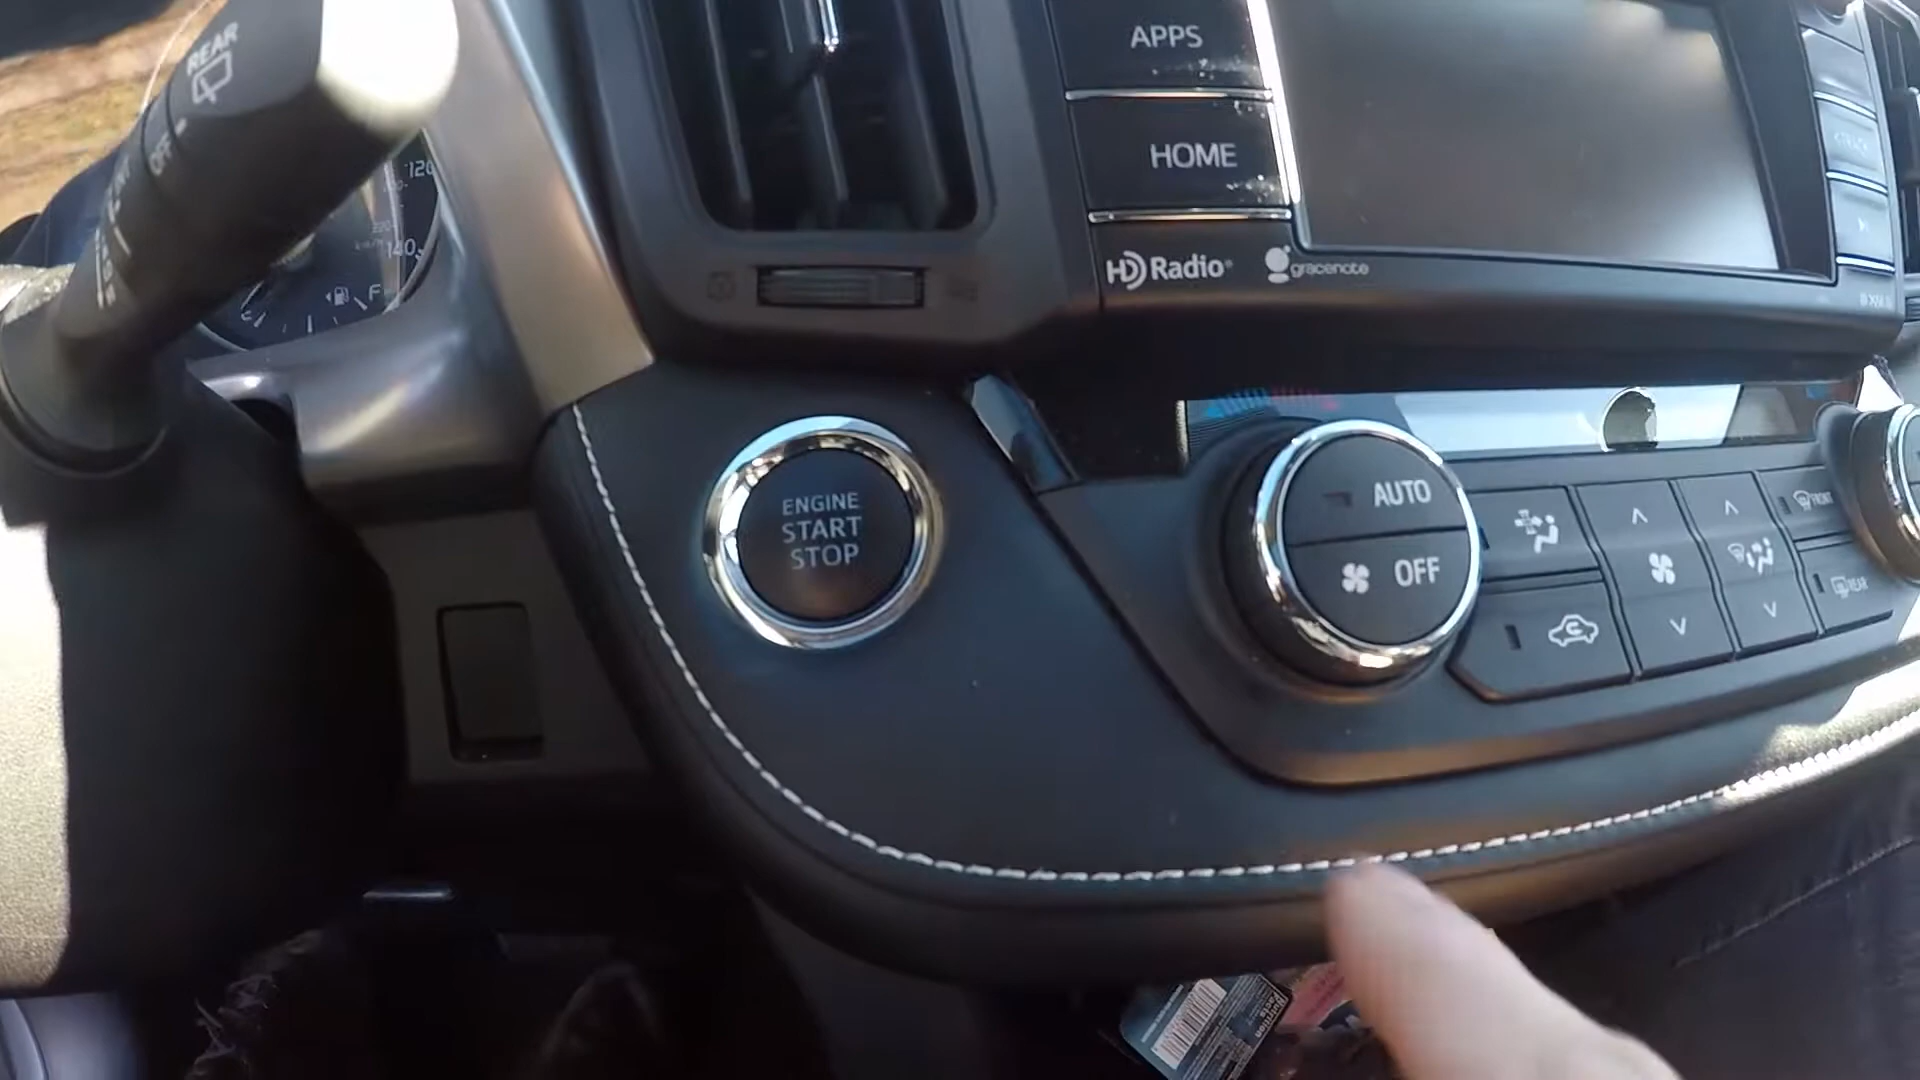 REAR
OFF
120
140
F
APPS
HOME
HD Radio
gracenote
ENGINE
START
STOP
AUTO
OFF
FRONT
REAR